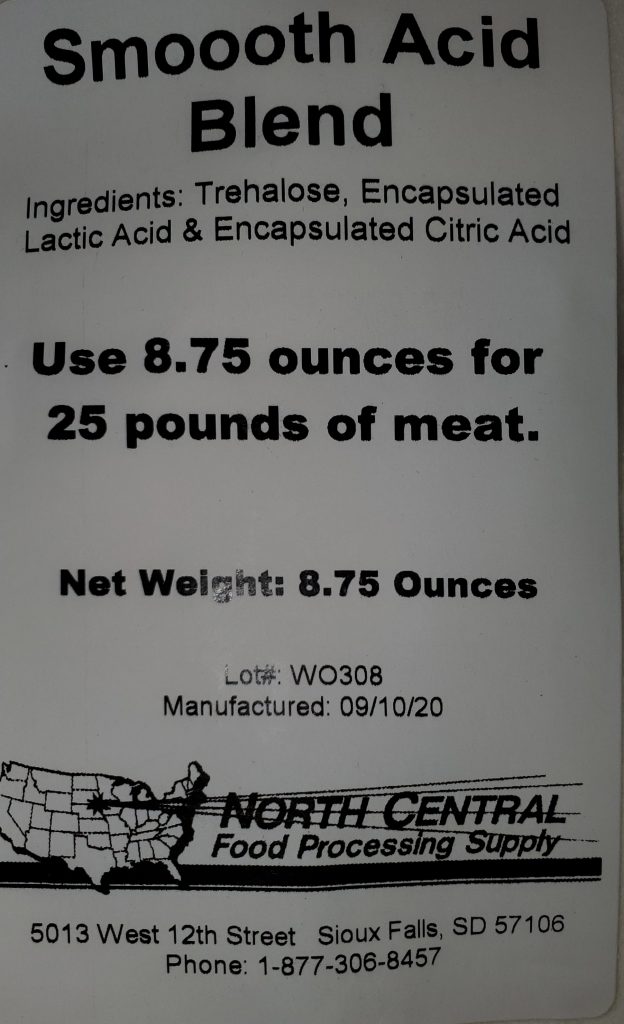 Smoooth Acid
Blend
Ingredients: Trehalose, Encapsulated
Lactic Acid & Encapsulated Citric Acid
Use 8.75 ounces for
25 pounds of meat.
Net Weight: 8.75 Ounces
Lot#: WO308
Manufactured: 09/10/20
NORTH CENTRAL
Food Processing Supply
5013 West 12th Street Sioux Falls, SD 57106
Phone: 1-877-306-8457